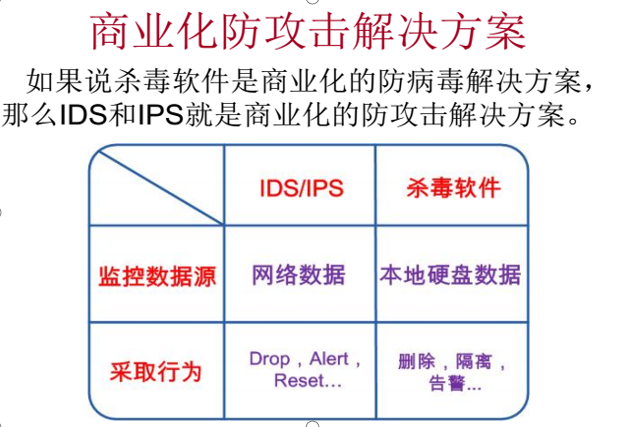 商业化防攻击解决方案
如果说杀毒软件是商业化的防病毒解决方案，
那么IDS和IPS就是商业化的防攻击解决方案。
IDS/IPS 杀毒软件
监控数据源 网络数据 本地硬盘数据
采取行为 Drop，Alert， 删除，隔离，
Reset... 告警...